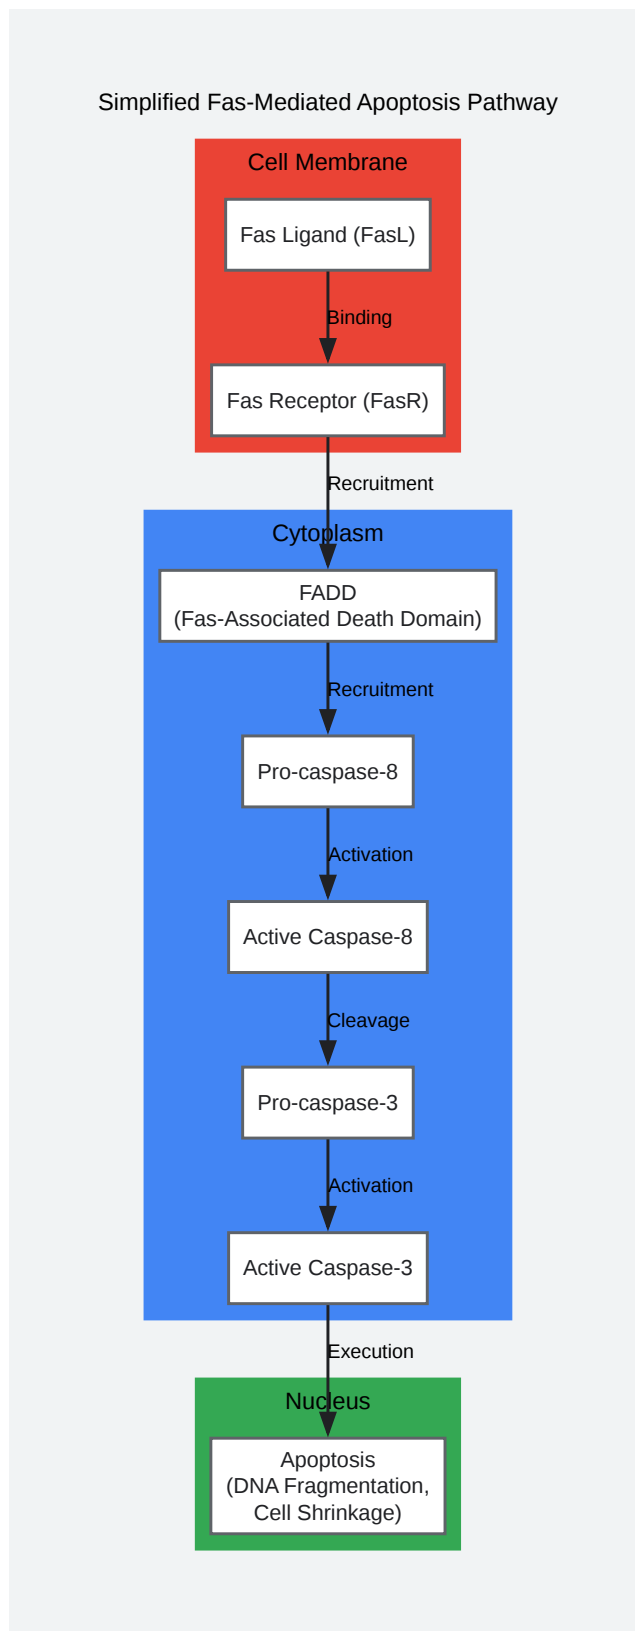 Simplified Fas-Mediated Apoptosis Pathway
Cell Membrane
Fas Ligand (FasL)
Binding
Fas Receptor (FasR)
Recruitment
Cytoplasm
FADD
(Fas-Associated Death Domain)
Recruitment
Pro-caspase-8
Activation
Active Caspase-8
Cleavage
Pro-caspase-3
Activation
Active Caspase-3
Execution
Nucleus
Apoptosis
(DNA Fragmentation,
Cell Shrinkage)